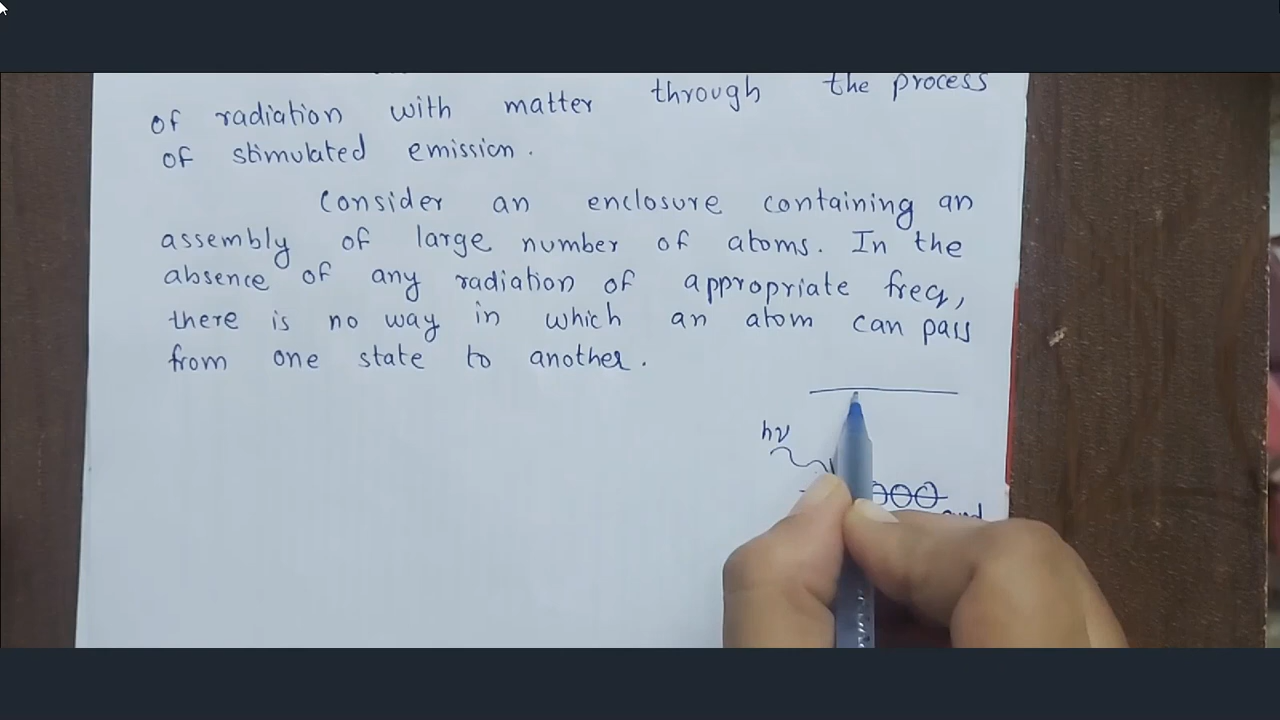 of radiation with matter through the process
of stimulated emission.
Consider an enclosure containing an
assembly of large number of atoms. In the
absence of any radiation of appropriate freq,
there is no way in which an atom can pass
from one state to another.
hν